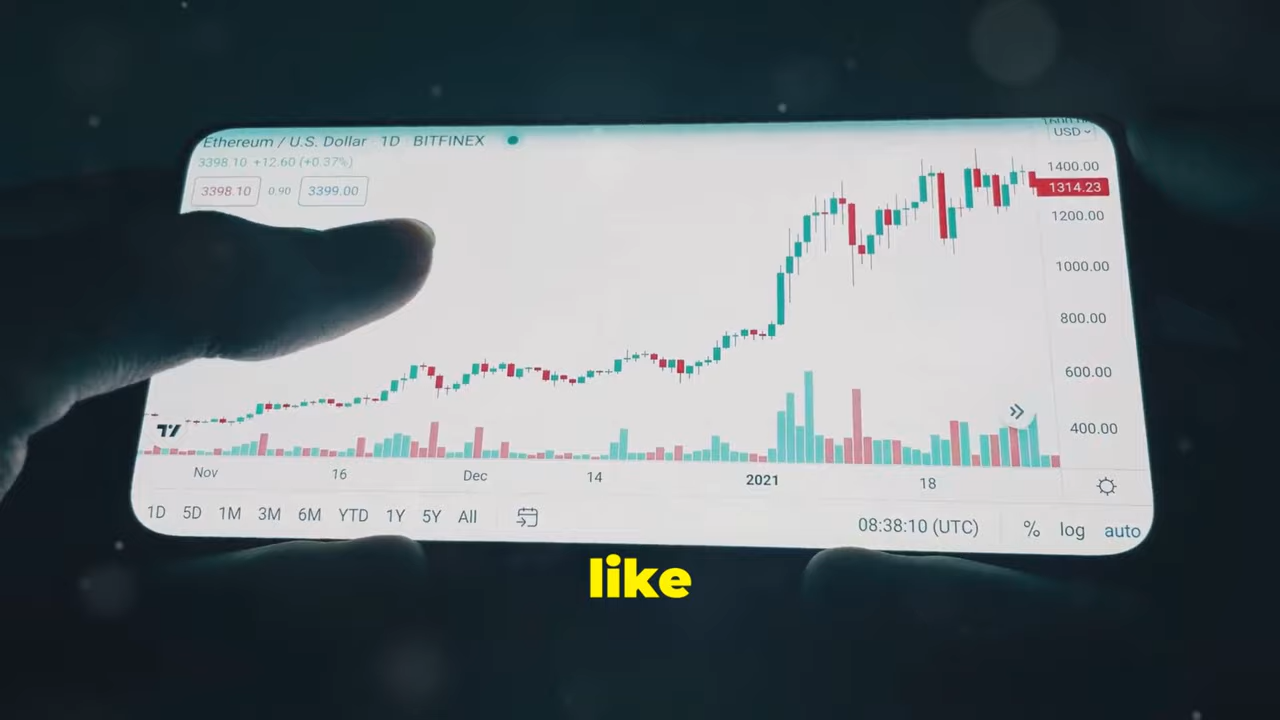 Ethereum / U.S. Dollar · 1D · BITFINEX
3398.10 +12.60 (+0.37%)
3398.10 0.90 3399.00
USD
1400.00
1314.23
1200.00
1000.00
800.00
600.00
400.00
Nov 16 Dec 14 2021 18
1D 5D 1M 3M 6M YTD 1Y 5Y All
08:38:10 (UTC) % log auto
like